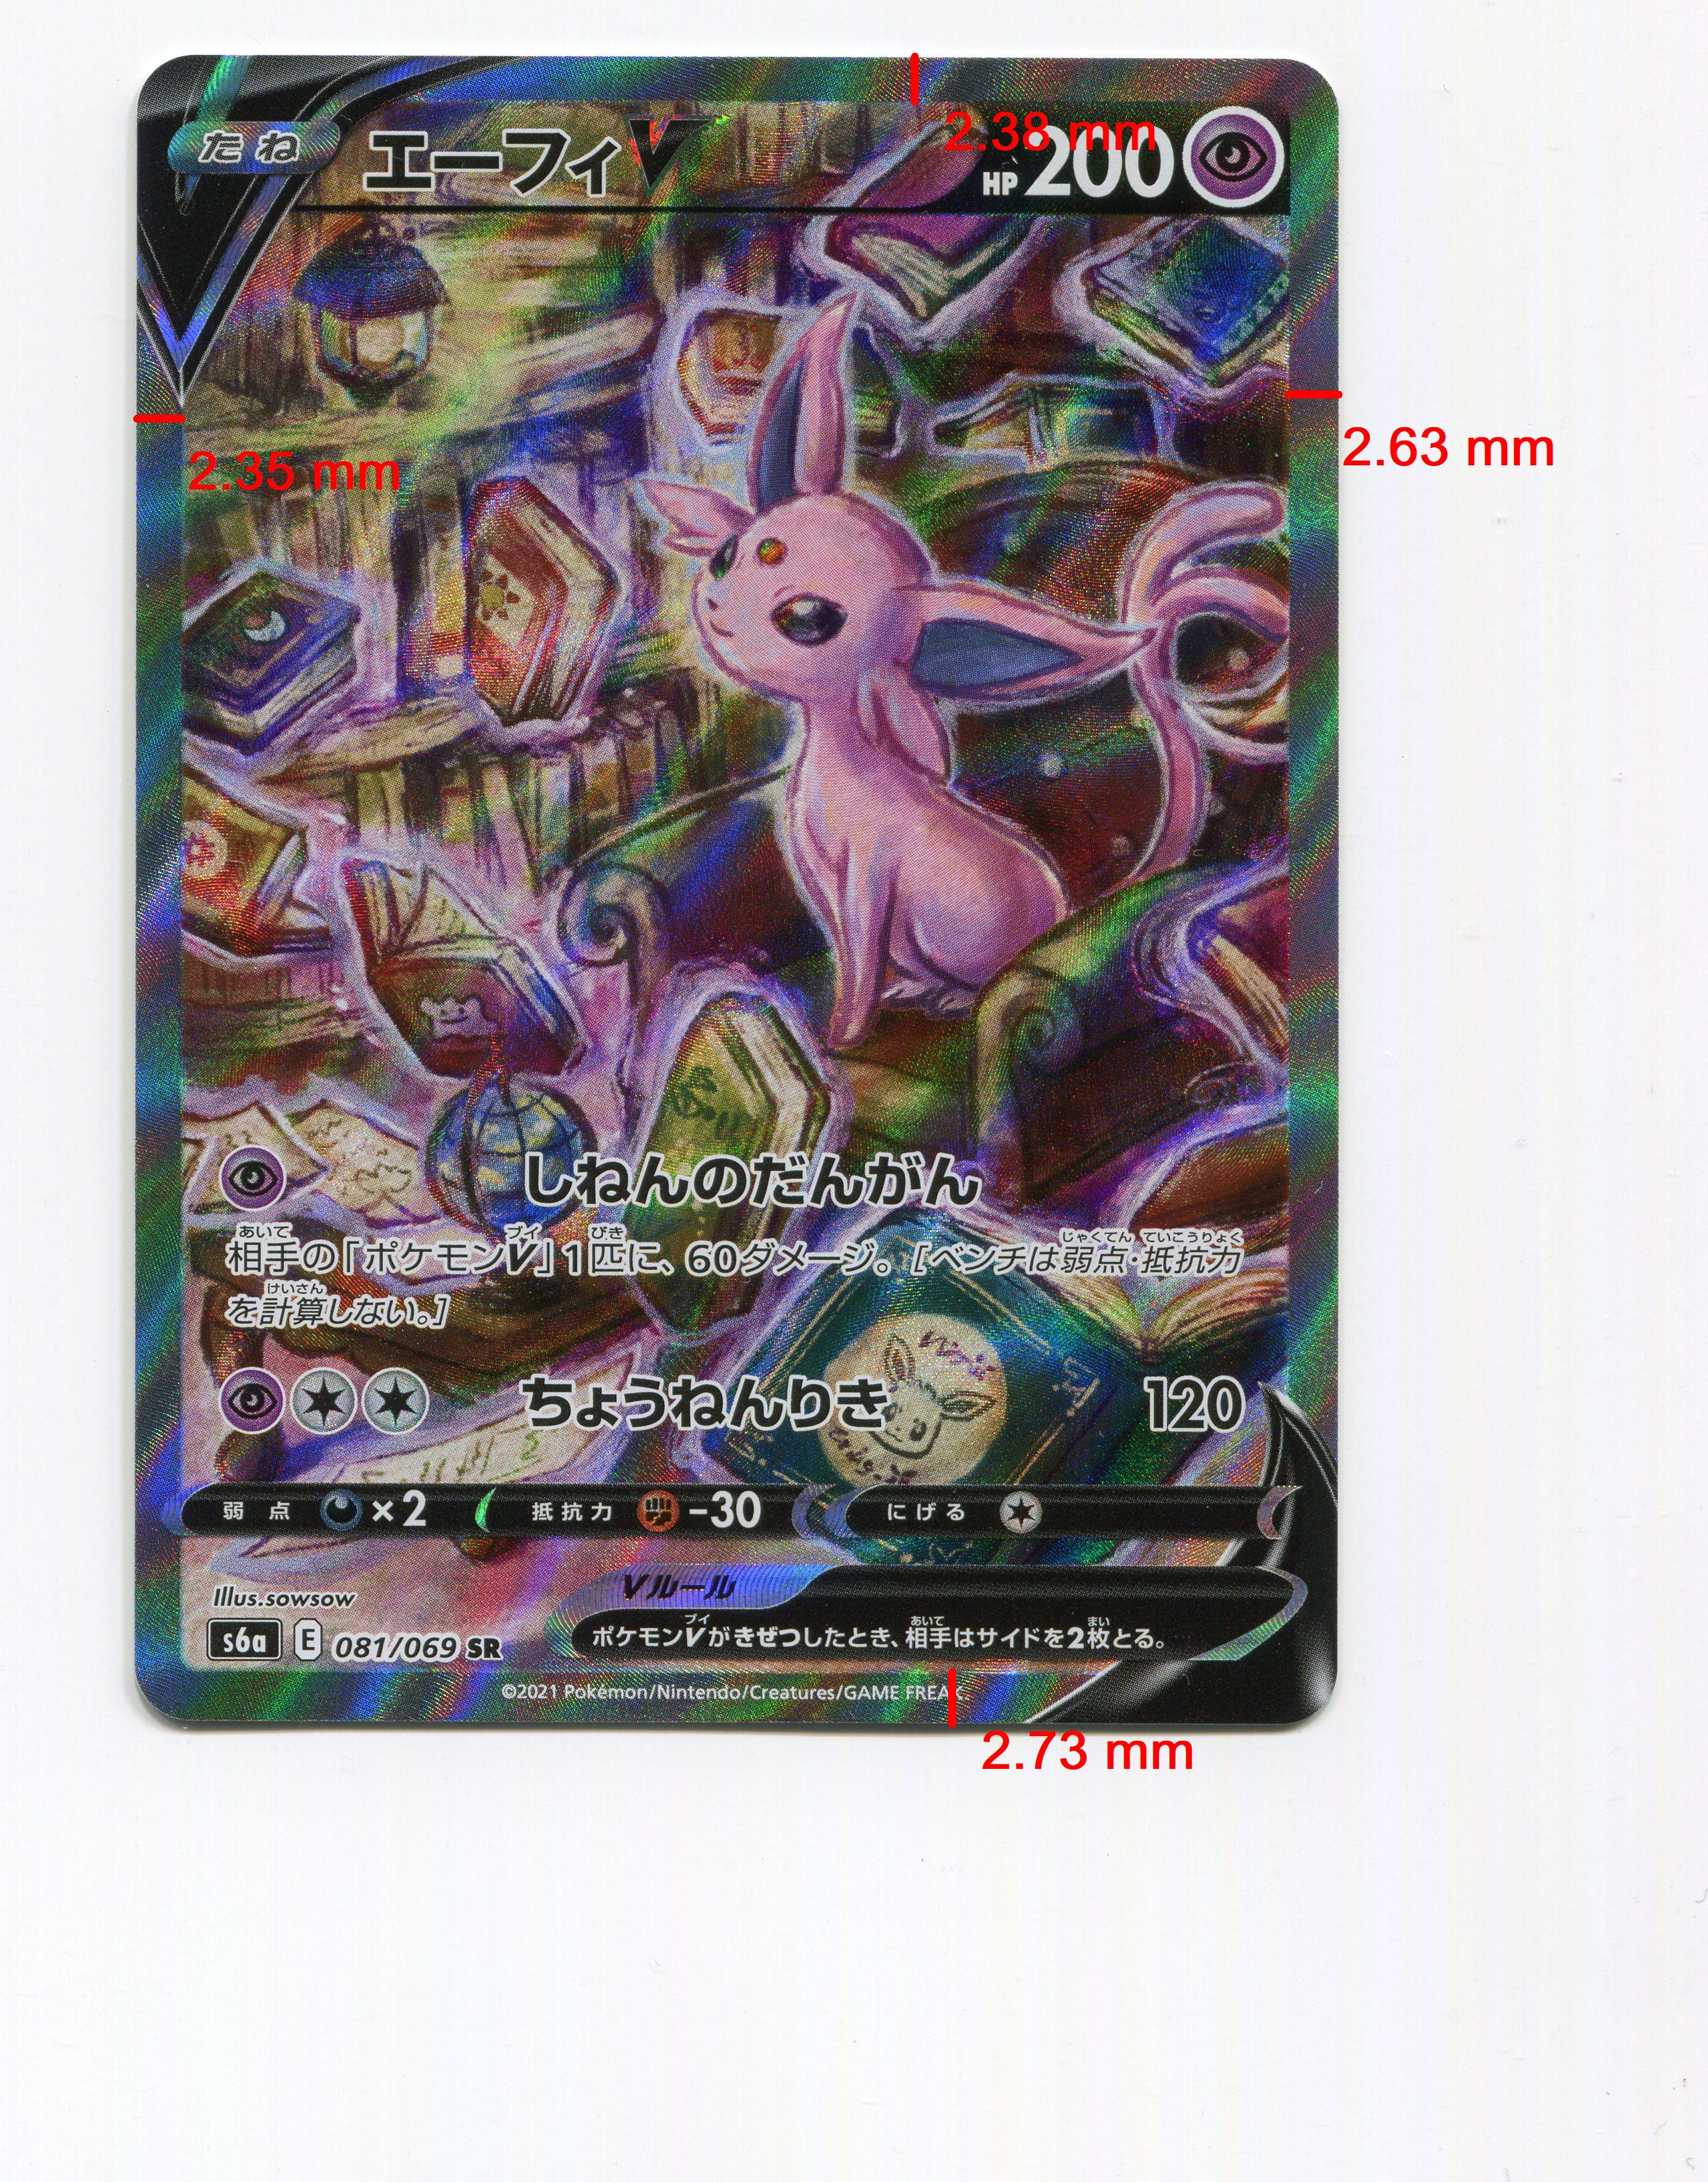 たね エーフィV HP 200
2.38 mm
2.63 mm
2.35 mm
しねんのだんがん
あいて ブイ びき じゃくてん ていこうりょく
相手の「ポケモンV」1匹に、60ダメージ。[ベンチは弱点・抵抗力
けいさん
を計算しない。]
ちょうねんりき 120
弱点 ×2 抵抗力 -30 にげる
Vルール
Illus.sowsow
ブイ あいて まい
ポケモンVがきぜつしたとき、相手はサイドを2枚とる。
s6a E 081/069 SR
©2021 Pokémon/Nintendo/Creatures/GAME FREAK.
2.73 mm